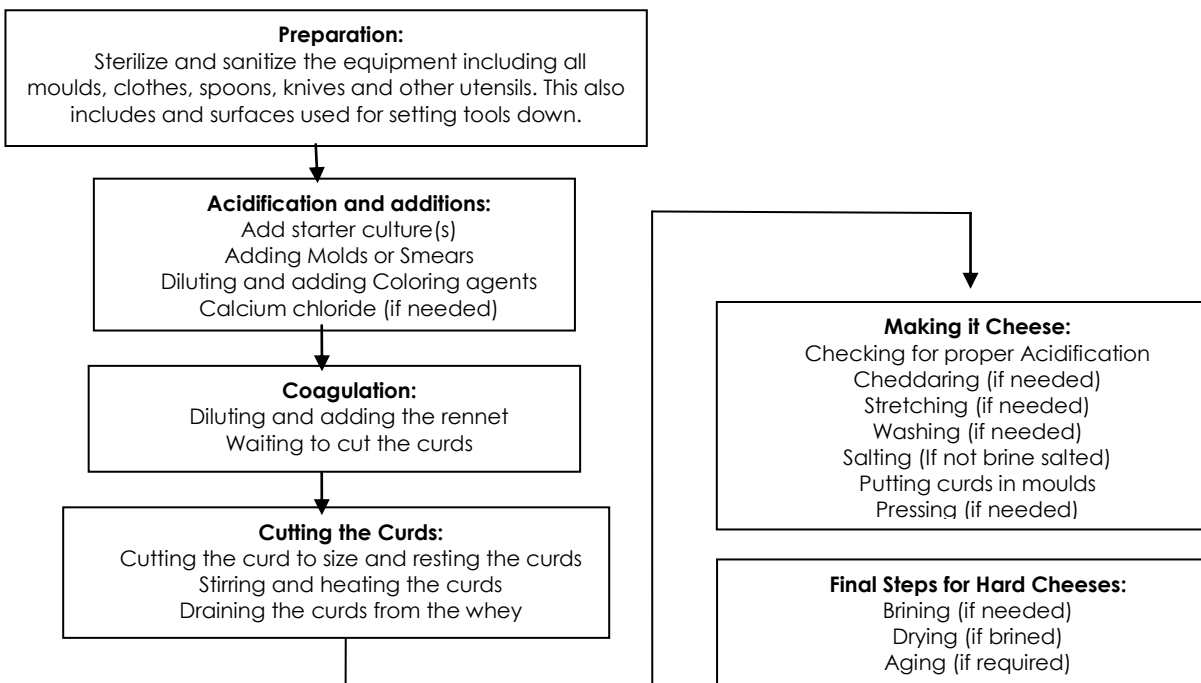 Preparation:
Sterilize and sanitize the equipment including all
moulds, clothes, spoons, knives and other utensils. This also
includes and surfaces used for setting tools down.
Acidification and additions:
Add starter culture(s)
Adding Molds or Smears
Diluting and adding Coloring agents
Calcium chloride (if needed)
Coagulation:
Diluting and adding the rennet
Waiting to cut the curds
Cutting the Curds:
Cutting the curd to size and resting the curds
Stirring and heating the curds
Draining the curds from the whey
Making it Cheese:
Checking for proper Acidification
Cheddaring (if needed)
Stretching (if needed)
Washing (if needed)
Salting (If not brine salted)
Putting curds in moulds
Pressing (if needed)
Final Steps for Hard Cheeses:
Brining (if needed)
Drying (if brined)
Aging (if required)